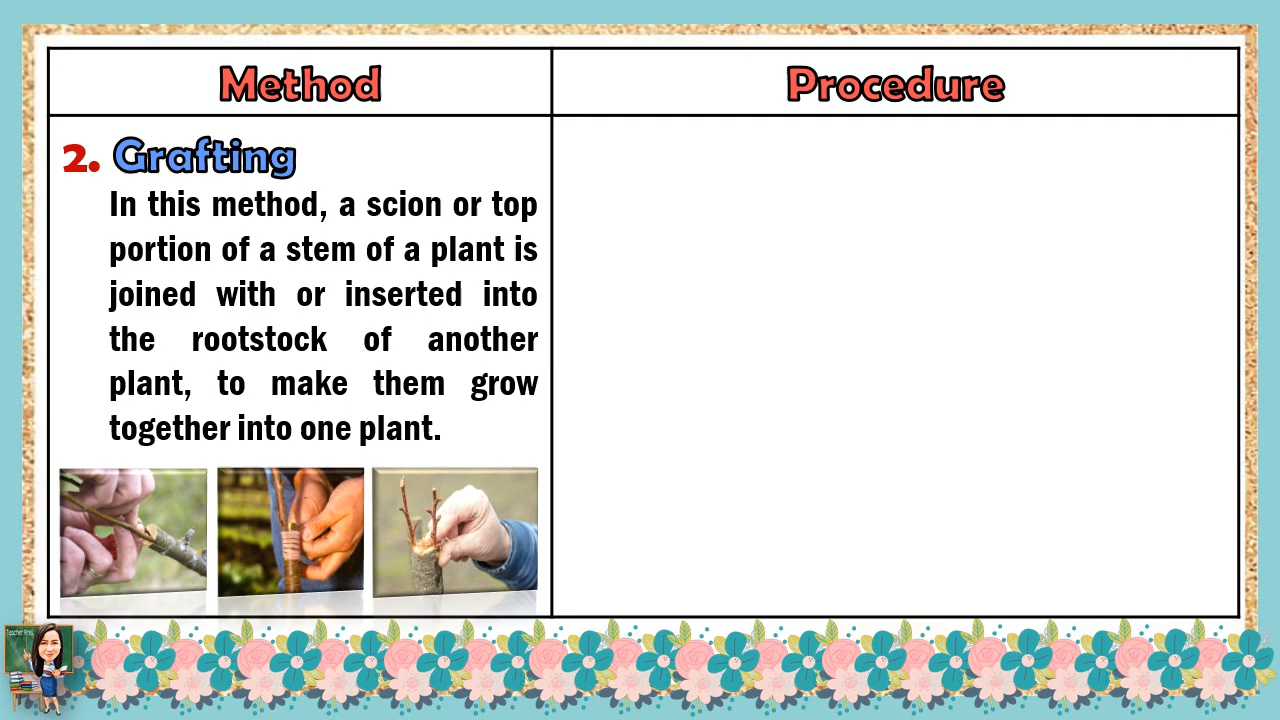 Method
Procedure
2. Grafting
In this method, a scion or top
portion of a stem of a plant is
joined with or inserted into
the rootstock of another
plant, to make them grow
together into one plant.